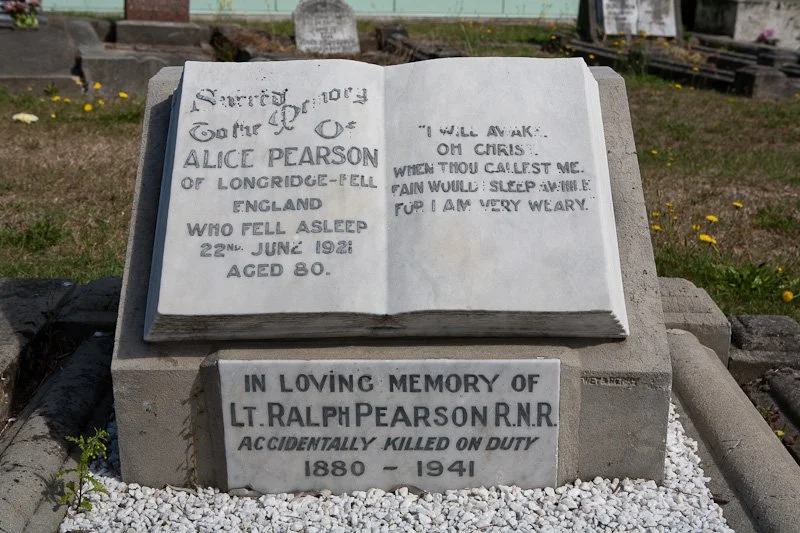 Sacred Memory
To the Of
ALICE PEARSON
OF LONGRIDGE-FELL
ENGLAND
WHO FELL ASLEEP
22ND. JUNE 1921
AGED 80.
"I WILL AWAK..
OH CHRIST.
WHEN THOU CALLEST ME.
FAIN WOULD I SLEEP AWHILE
FOR I AM VERY WEARY.
IN LOVING MEMORY OF
LT. RALPH PEARSON R.N.R.
ACCIDENTALLY KILLED ON DUTY
1880 - 1941